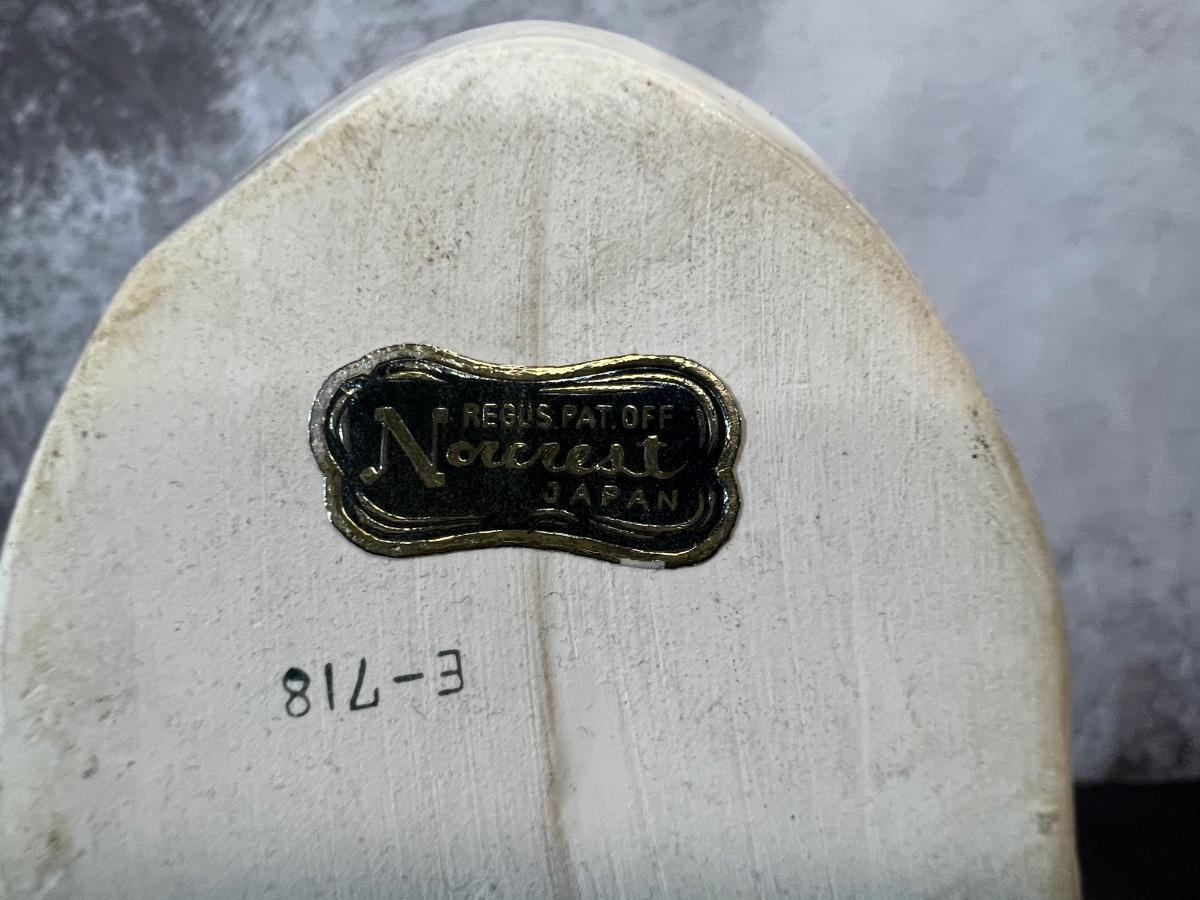 REG.U.S. PAT. OFF
Norcrest
JAPAN
E-718